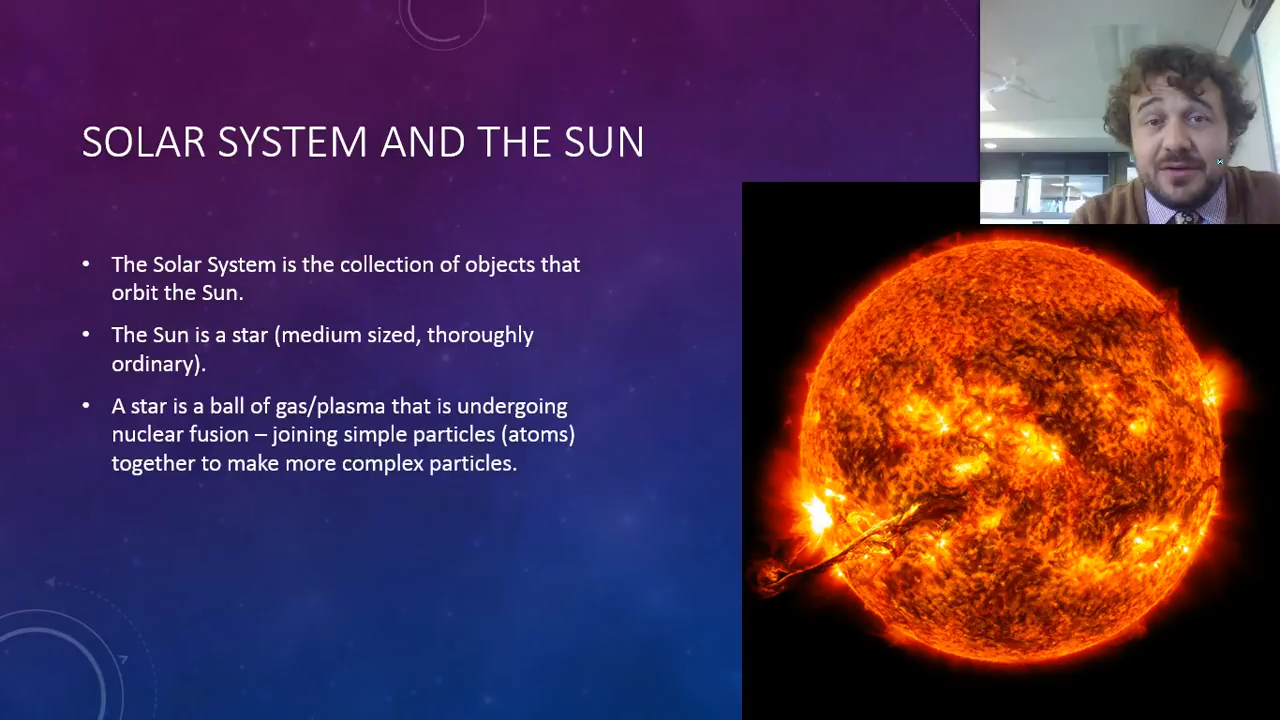 SOLAR SYSTEM AND THE SUN
• The Solar System is the collection of objects that
orbit the Sun.
• The Sun is a star (medium sized, thoroughly
ordinary).
• A star is a ball of gas/plasma that is undergoing
nuclear fusion – joining simple particles (atoms)
together to make more complex particles.